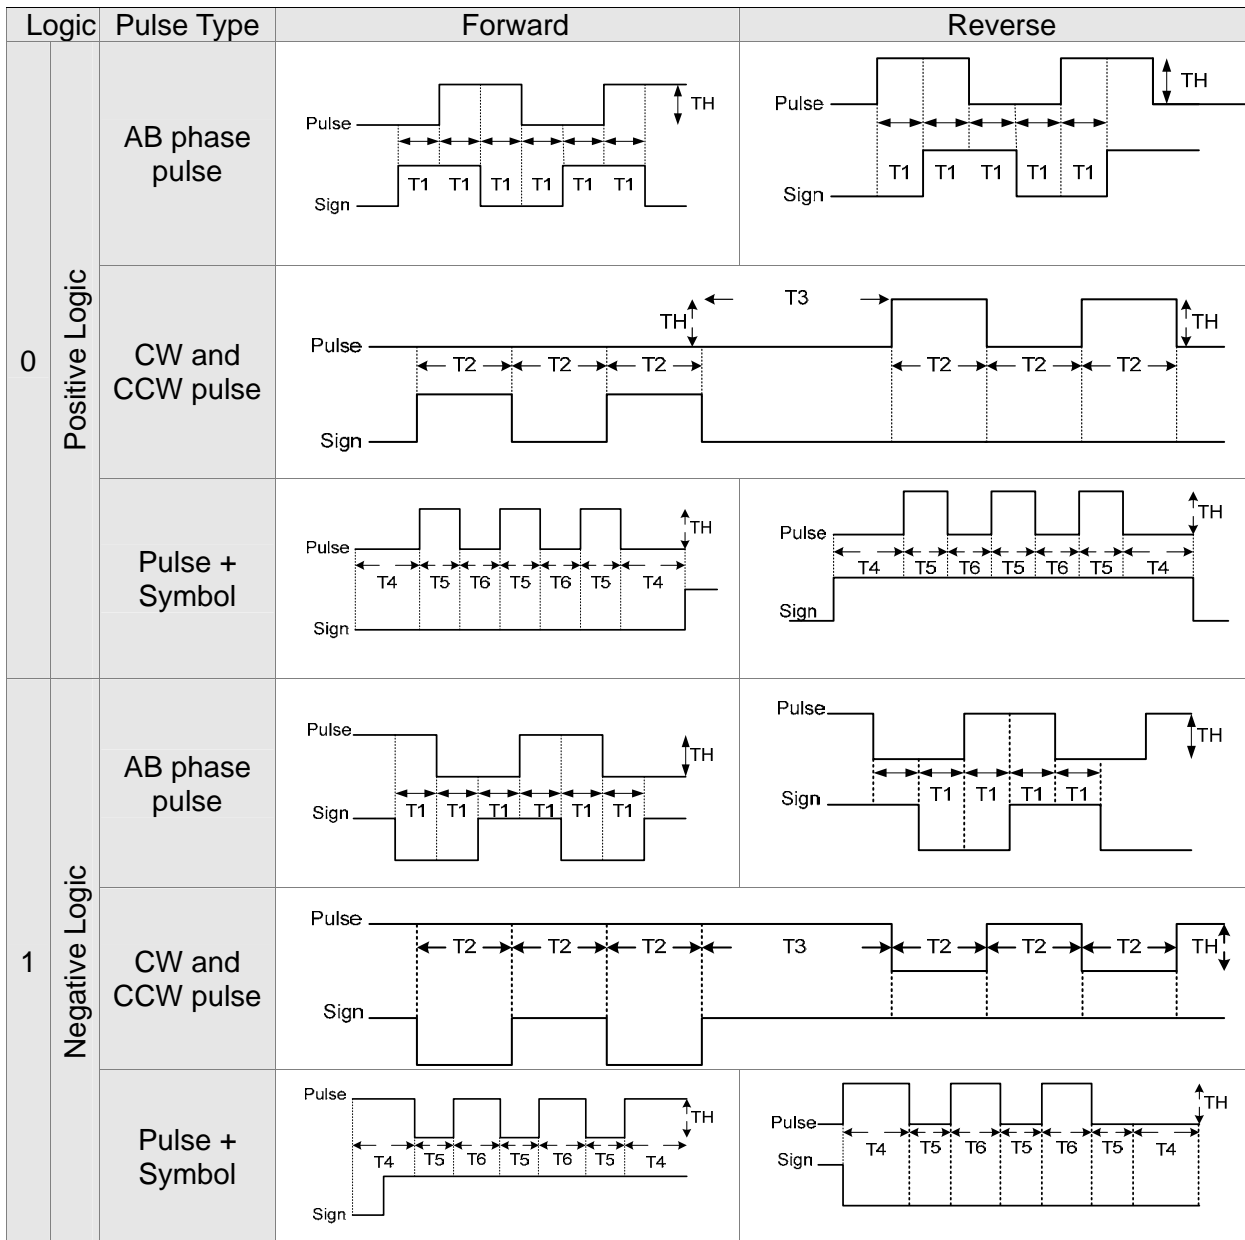 Logic Pulse Type Forward Reverse
0
Positive Logic
AB phase
pulse
Pulse
TH
T1 T1 T1 T1 T1 T1
Sign
Pulse
TH
T1 T1 T1 T1 T1
Sign
CW and
CCW pulse
T3
TH
TH
Pulse
T2 T2 T2 T2 T2 T2
Sign
Pulse +
Symbol
Pulse
TH
T4 T5 T6 T5 T6 T5 T4
Sign
Pulse
TH
T4 T5 T6 T5 T6 T5 T4
Sign
1
Negative Logic
AB phase
pulse
Pulse
TH
Sign
T1 T1 T1 T1 T1 T1
Pulse
TH
Sign
T1 T1 T1 T1
CW and
CCW pulse
Pulse
T2 T2 T2 T3 T2 T2 T2 TH
Sign
Pulse +
Symbol
Pulse
TH
T4 T5 T6 T5 T6 T5 T4
Sign
TH
Pulse
T4 T5 T6 T5 T6 T5 T4
Sign